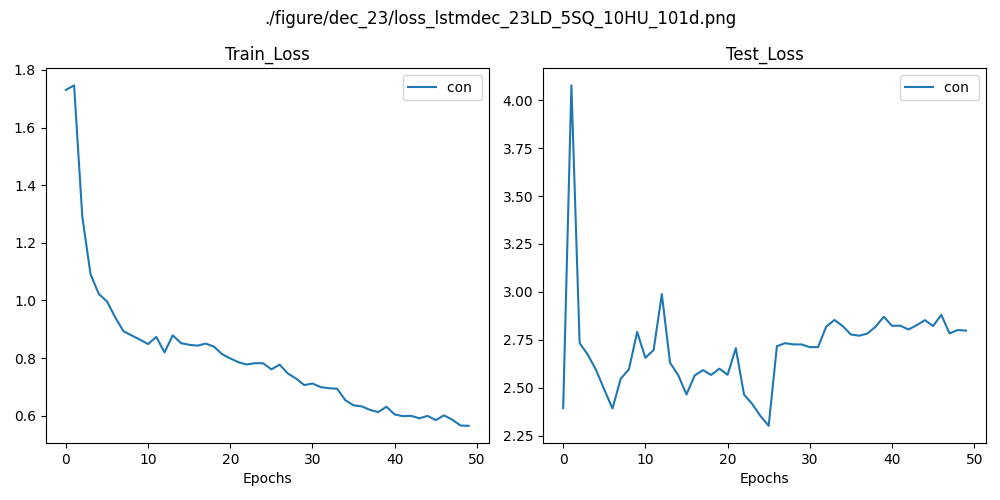 ./figure/dec_23/loss_lstmdec_23LD_5SQ_10HU_101d.png
Train_Loss
con
1.8
1.6
1.4
1.2
1.0
0.8
0.6
0 10 20 30 40 50
Epochs
Test_Loss
con
4.00
3.75
3.50
3.25
3.00
2.75
2.50
2.25
0 10 20 30 40 50
Epochs